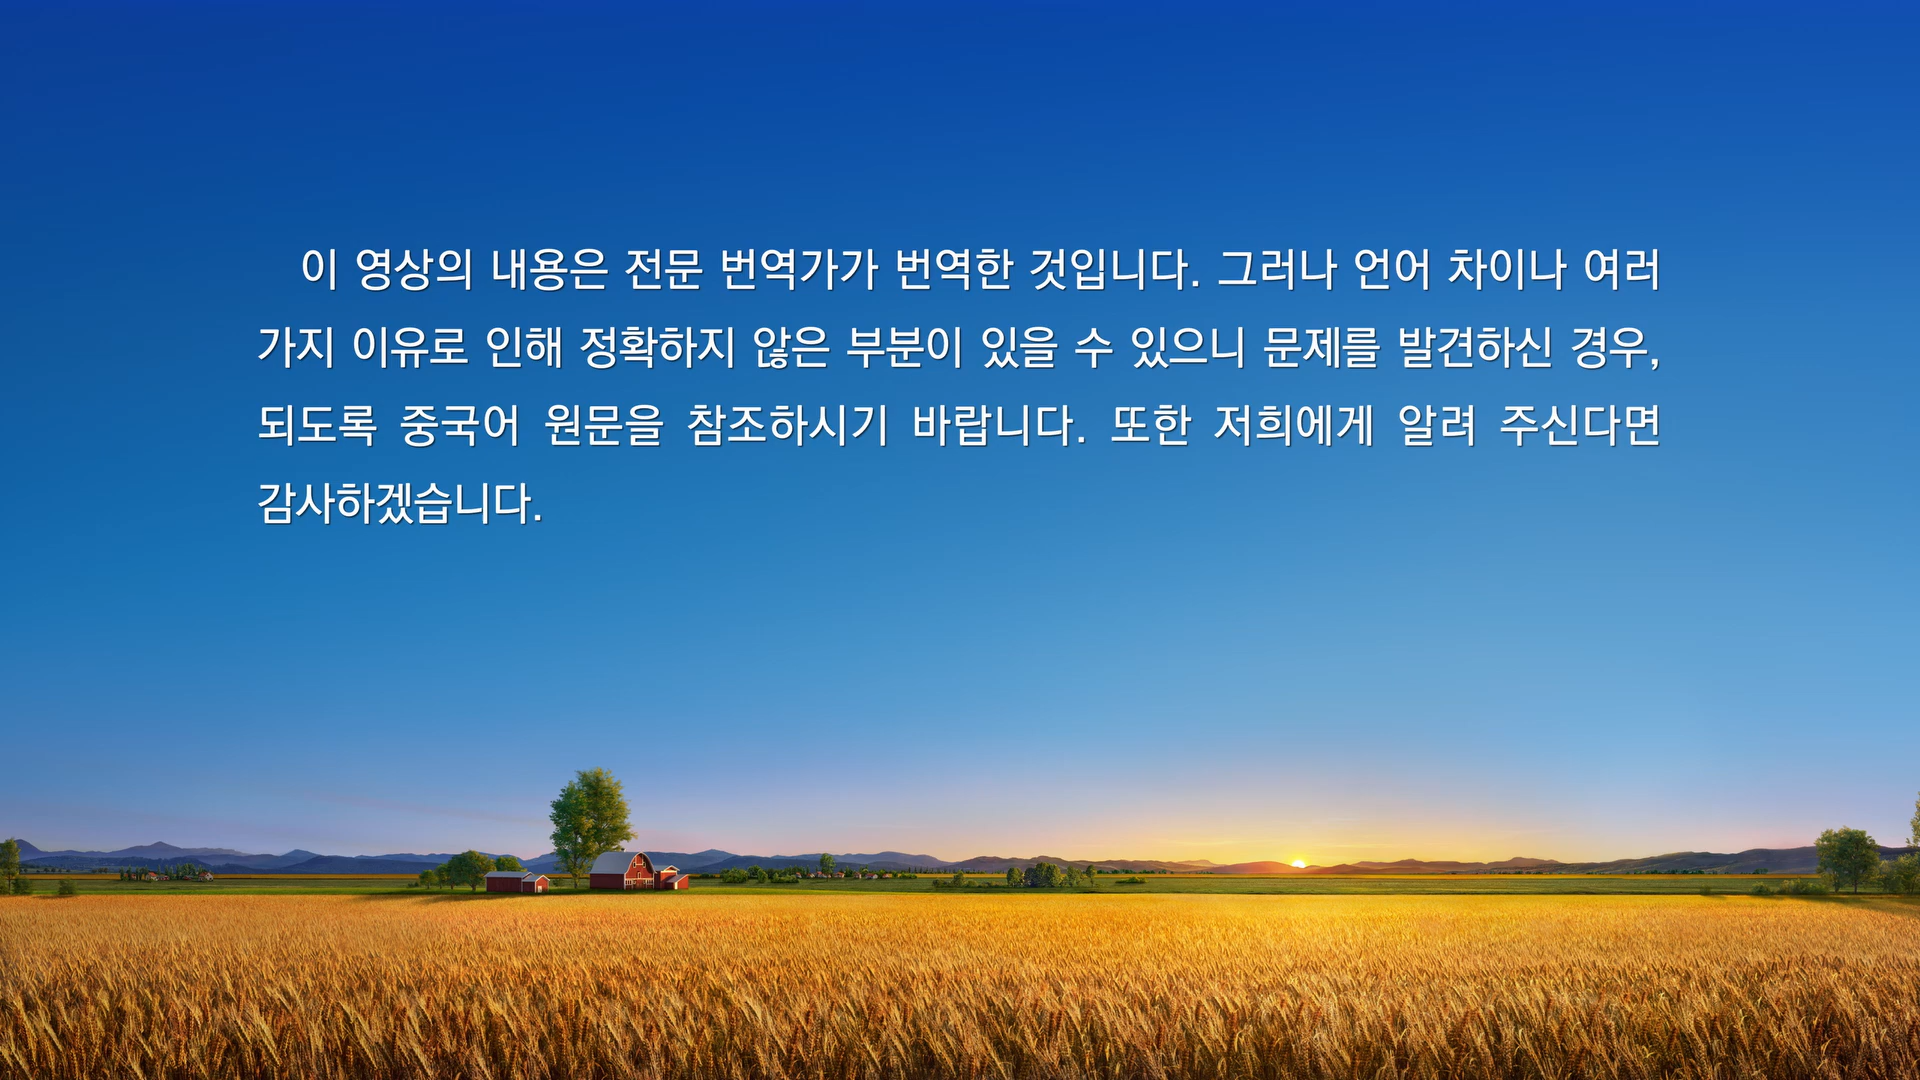 이 영상의 내용은 전문 번역가가 번역한 것입니다. 그러나 언어 차이나 여러
가지 이유로 인해 정확하지 않은 부분이 있을 수 있으니 문제를 발견하신 경우,
되도록 중국어 원문을 참조하시기 바랍니다. 또한 저희에게 알려 주신다면
감사하겠습니다.